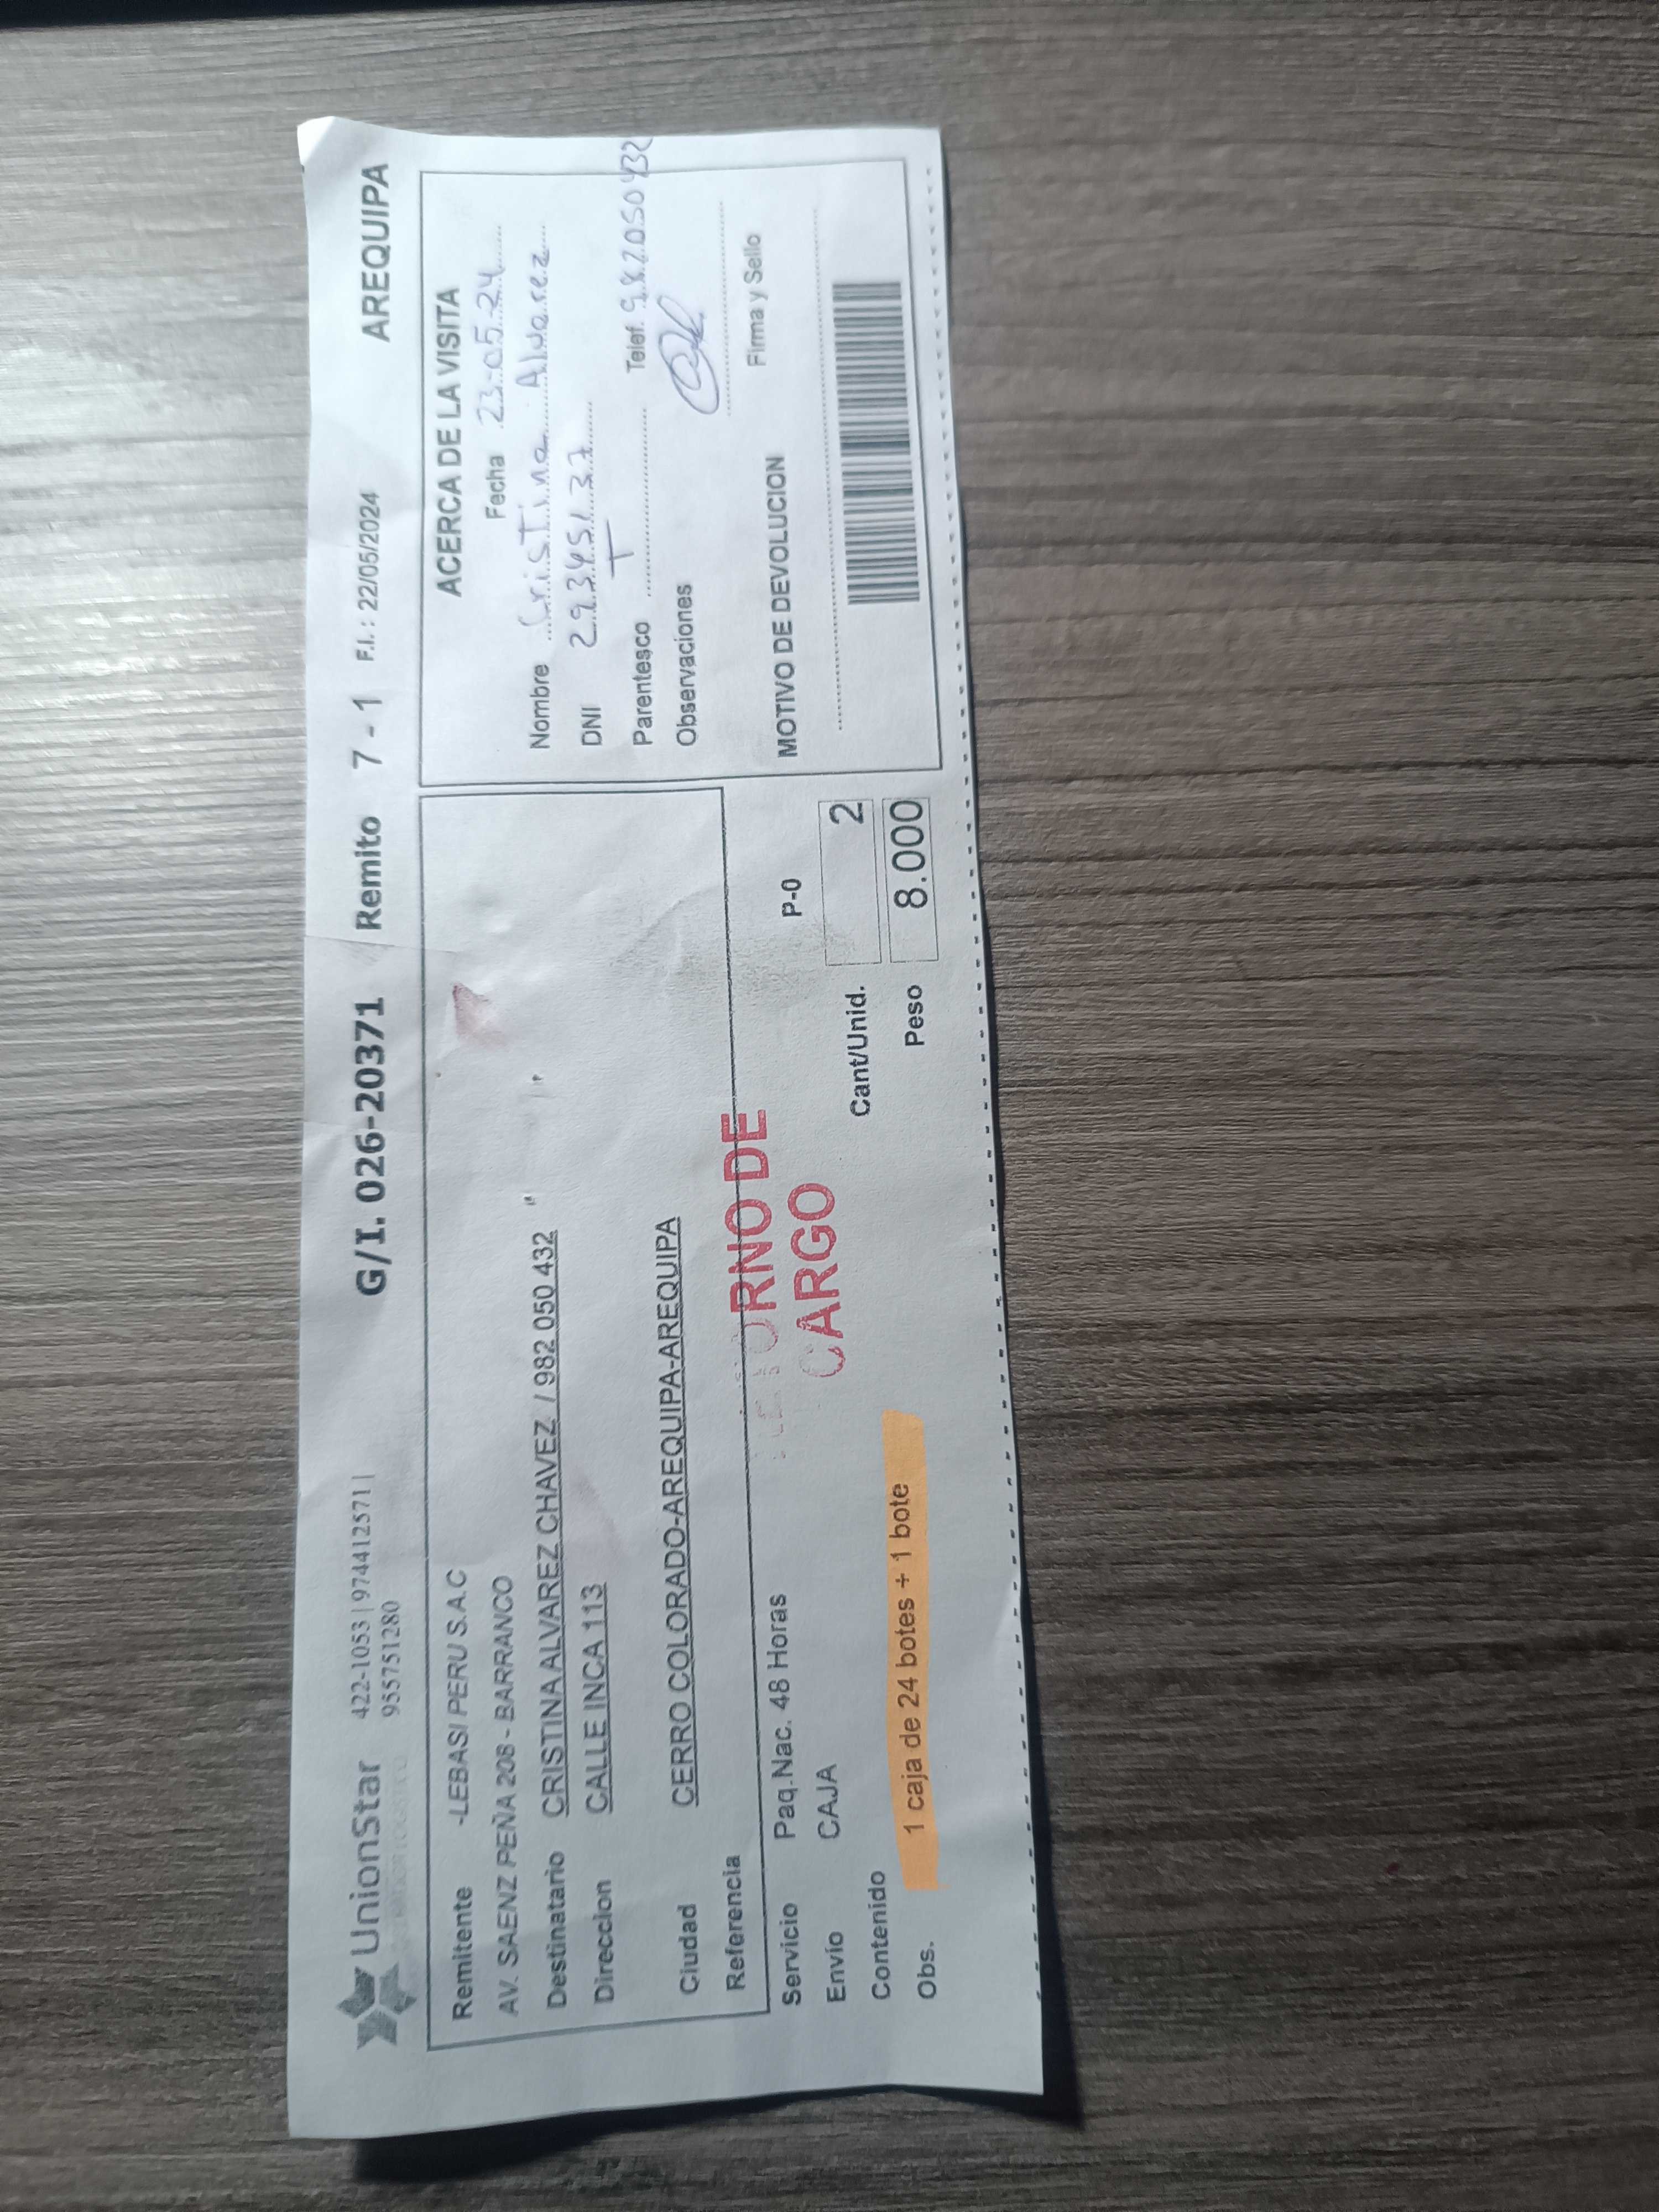 UnionStar 422-1053 | 974412571 |
955751280
G/I. 026-20371 Remito 7 - 1 F.I. : 22/05/2024 AREQUIPA
Remitente -LEBASI PERU S.A.C
AV. SAENZ PEÑA 208 - BARRANCO
Destinatario CRISTINA ALVAREZ CHAVEZ / 982 050 432
Direccion CALLE INCA 113
Ciudad CERRO COLORADO-AREQUIPA-AREQUIPA
Referencia
RNO DE
CARGO
Servicio Paq.Nac. 48 Horas P-0
Envío CAJA
Contenido Cant/Unid. 2
Obs. 1 caja de 24 botes + 1 bote Peso 8.000
ACERCA DE LA VISITA
Fecha 23-05-24
Nombre Cristina Alvarez
DNI 29345137
T
Parentesco Telef. 982050432
Observaciones
Firma y Sello
MOTIVO DE DEVOLUCION